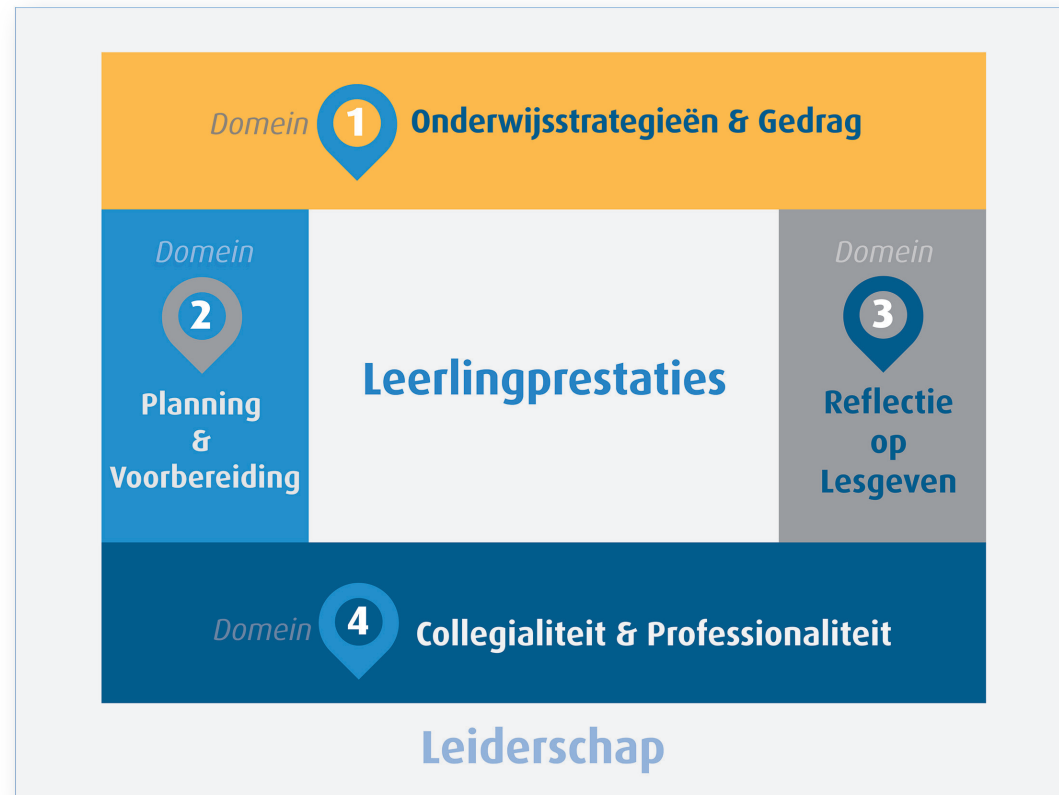 Domein 1 Onderwijsstrategieën & Gedrag
Domein
2
Planning
&
Voorbereiding
Leerlingprestaties
Domein
3
Reflectie
op
Lesgeven
Domein 4 Collegialiteit & Professionaliteit
Leiderschap